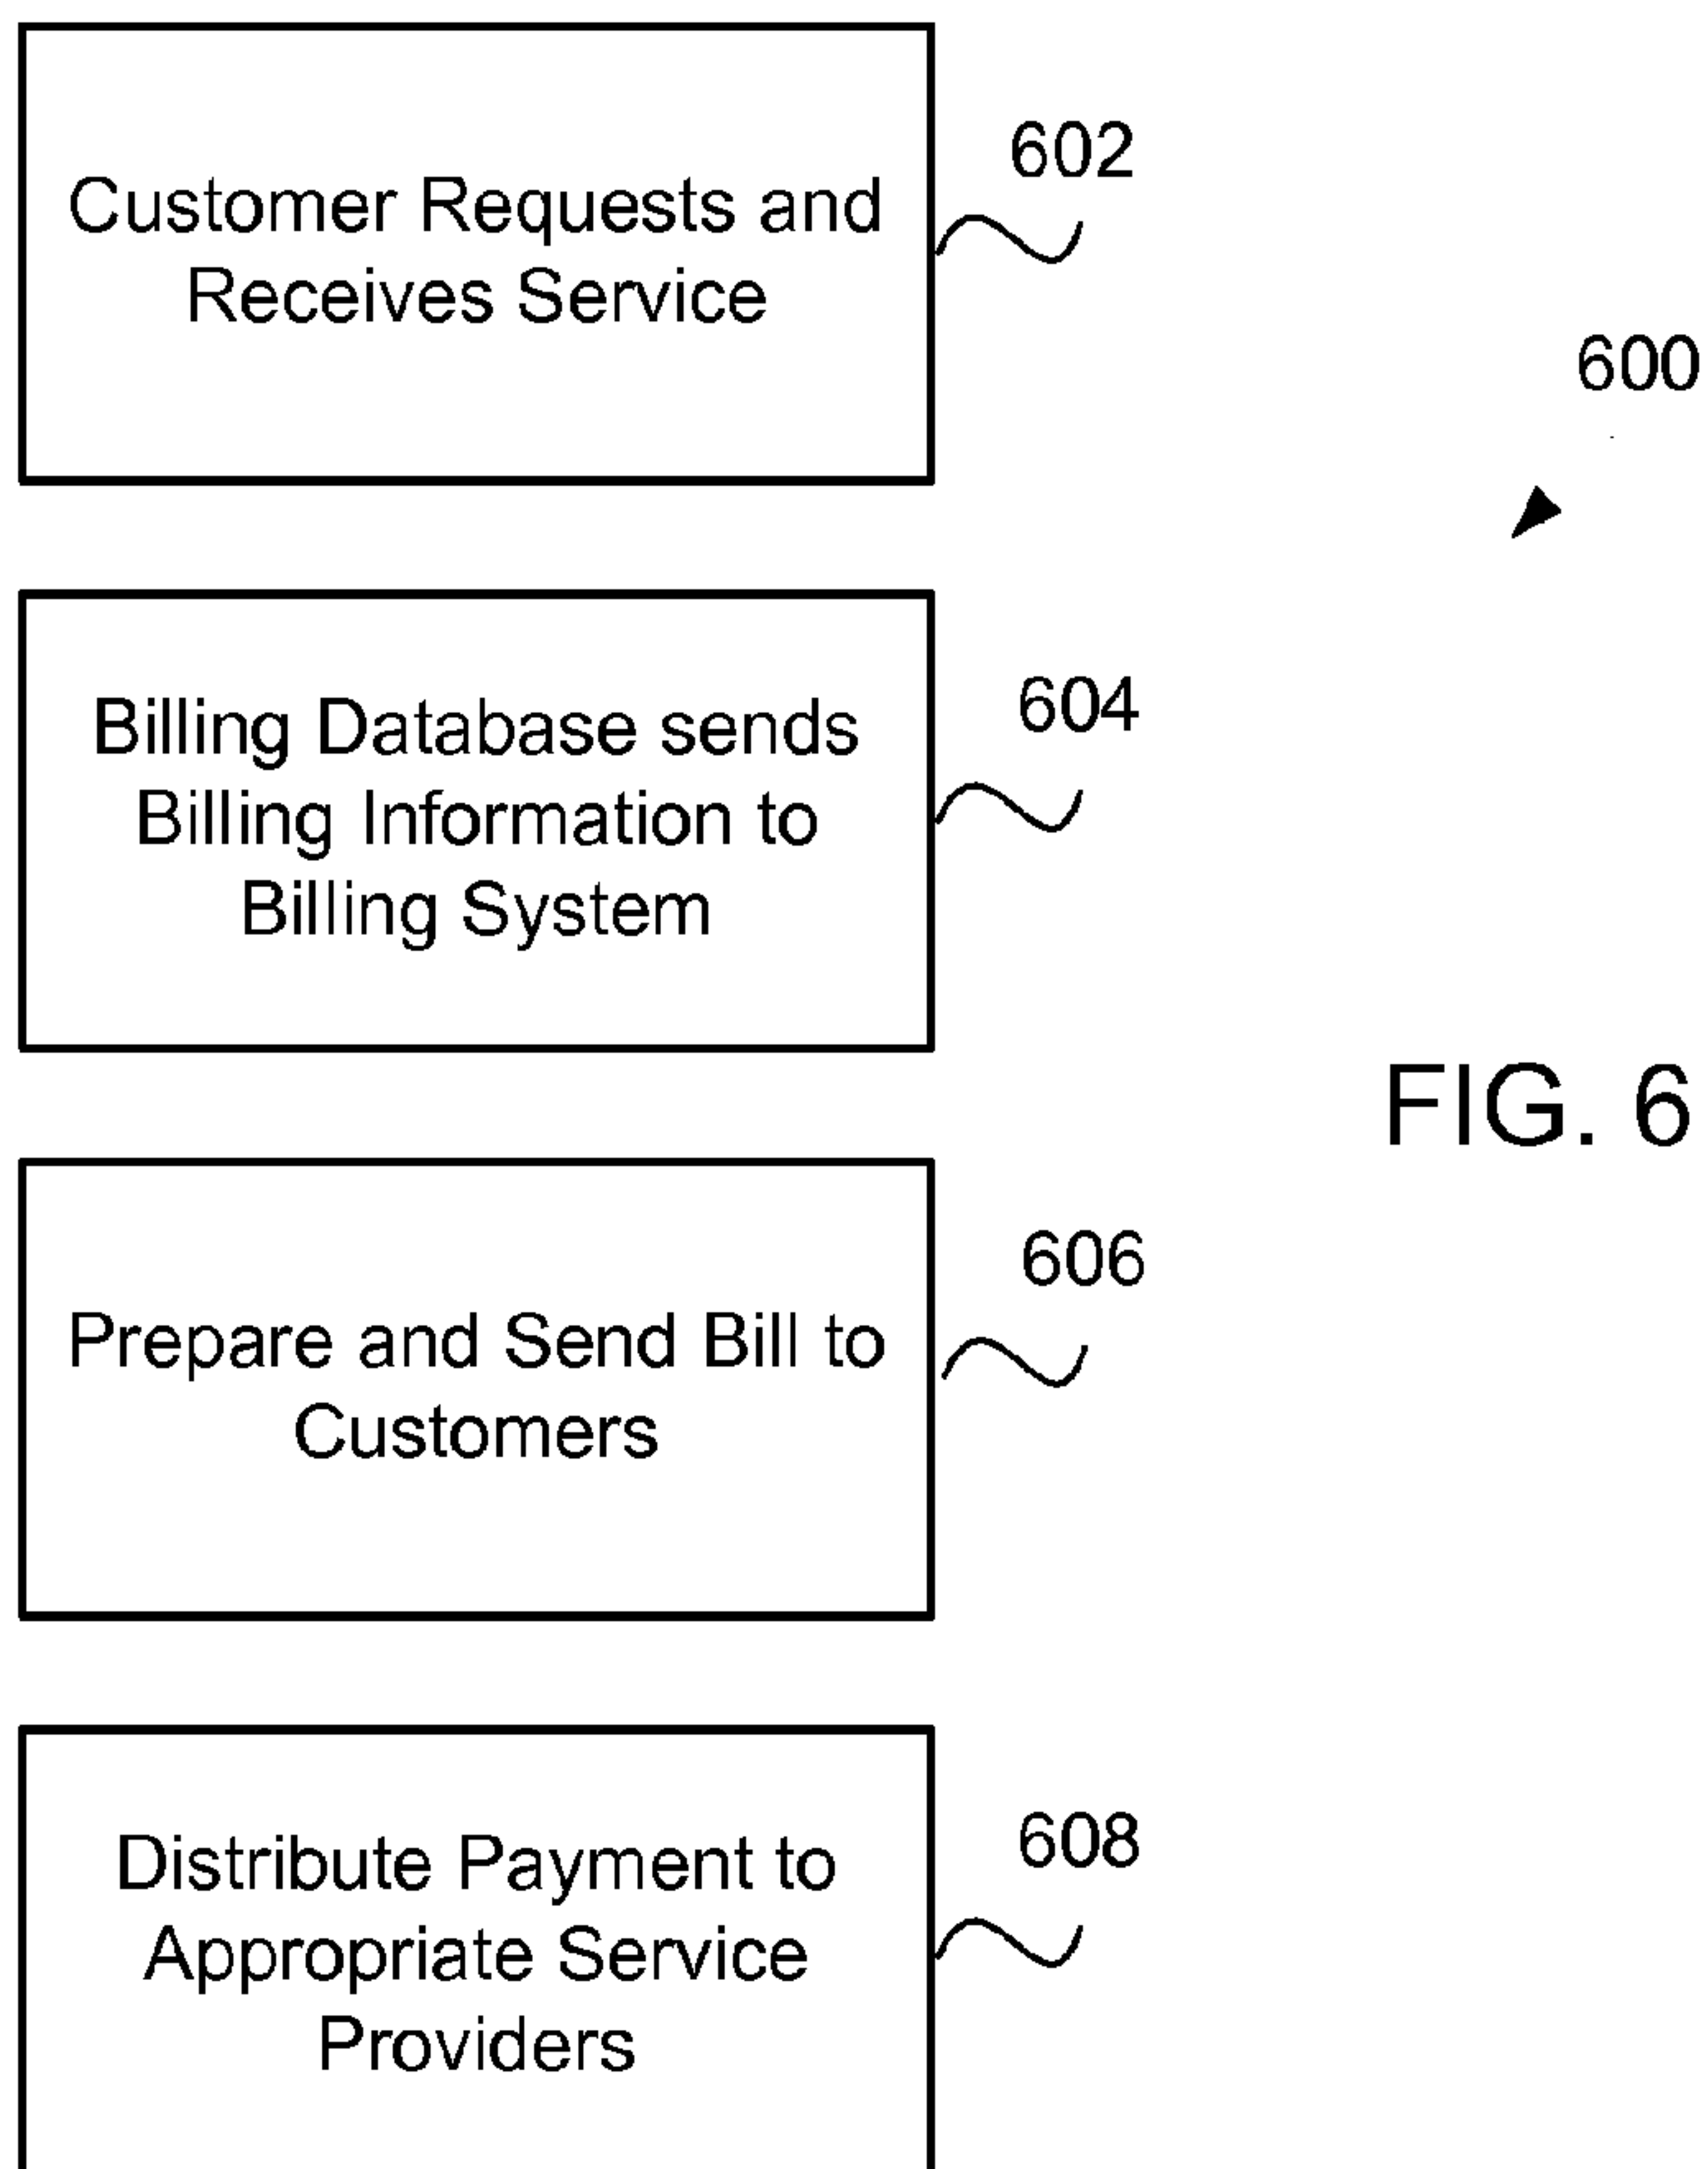 Customer Requests and
Receives Service
602
600
Billing Database sends
Billing Information to
Billing System
604
FIG. 6
Prepare and Send Bill to
Customers
606
Distribute Payment to
Appropriate Service
Providers
608